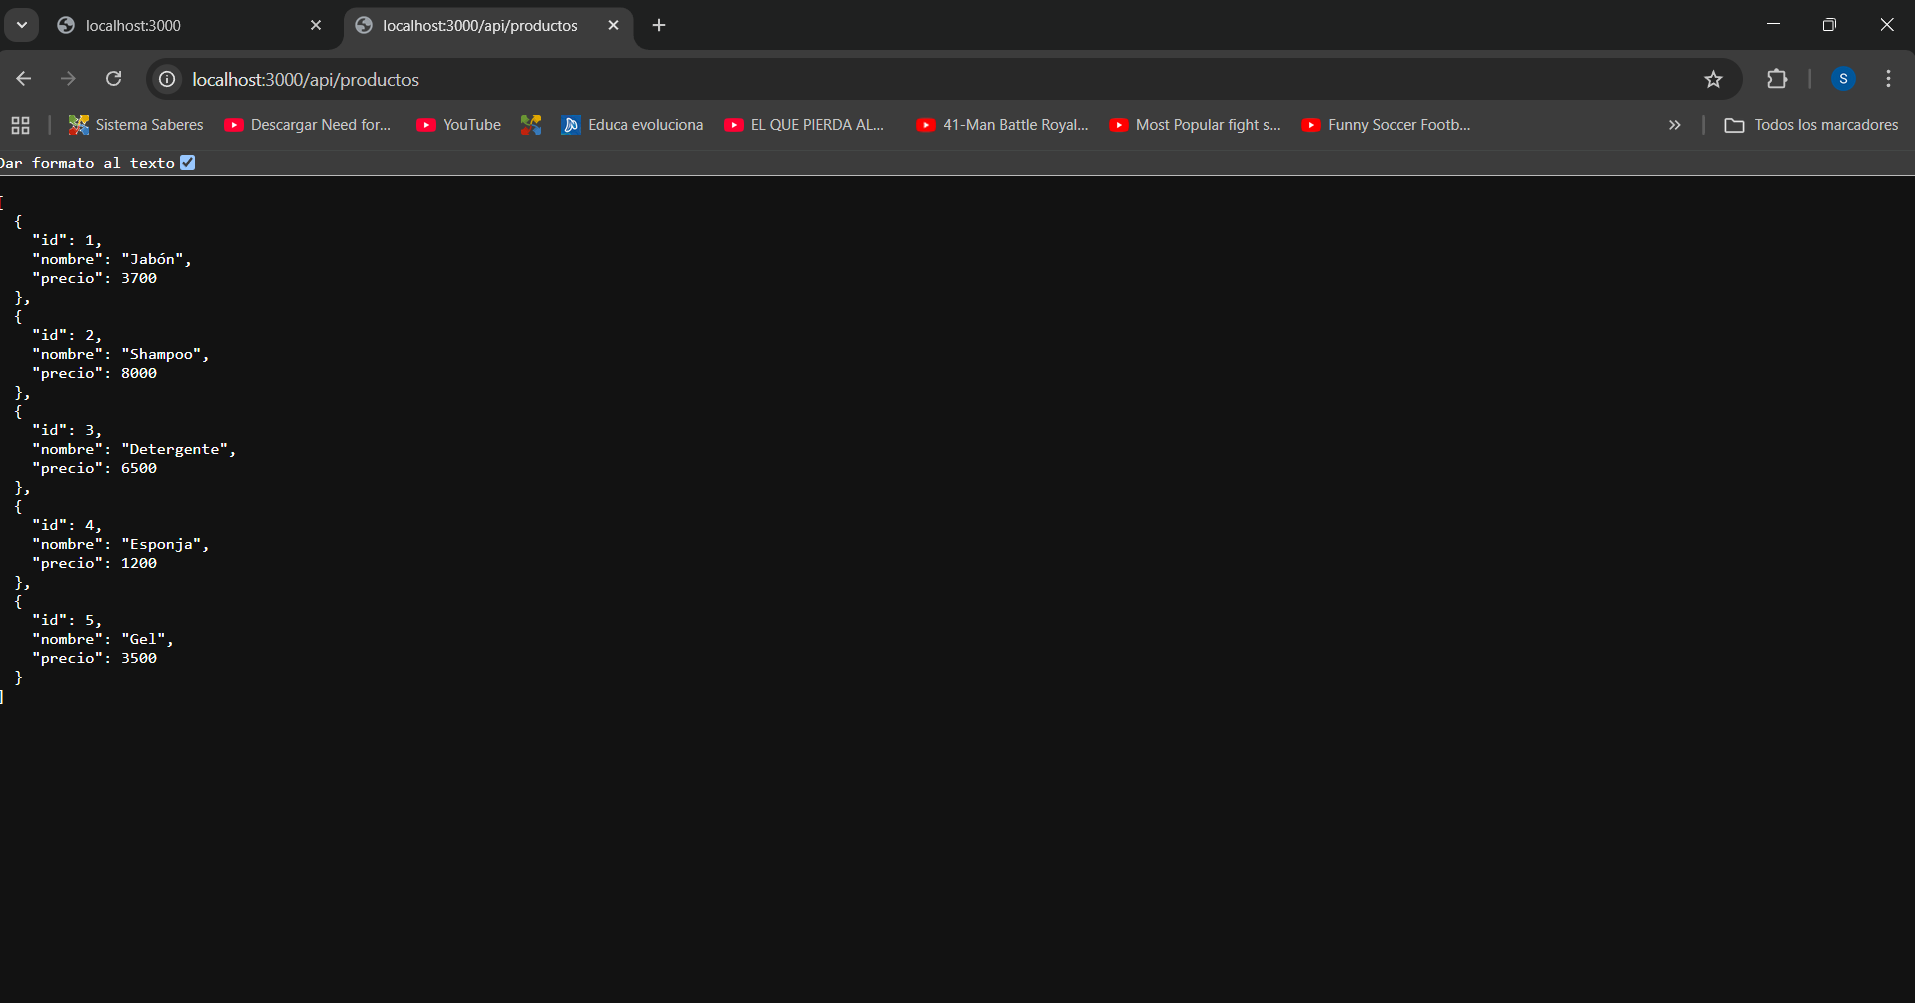 localhost:3000
localhost:3000/api/productos
localhost:3000/api/productos
S
Sistema Saberes
Descargar Need for...
YouTube
Educa evoluciona
EL QUE PIERDA AL...
41-Man Battle Royal...
Most Popular fight s...
Funny Soccer Footb...
»
Todos los marcadores
Dar formato al texto
[
{
"id": 1,
"nombre": "Jabón",
"precio": 3700
},
{
"id": 2,
"nombre": "Shampoo",
"precio": 8000
},
{
"id": 3,
"nombre": "Detergente",
"precio": 6500
},
{
"id": 4,
"nombre": "Esponja",
"precio": 1200
},
{
"id": 5,
"nombre": "Gel",
"precio": 3500
}
]